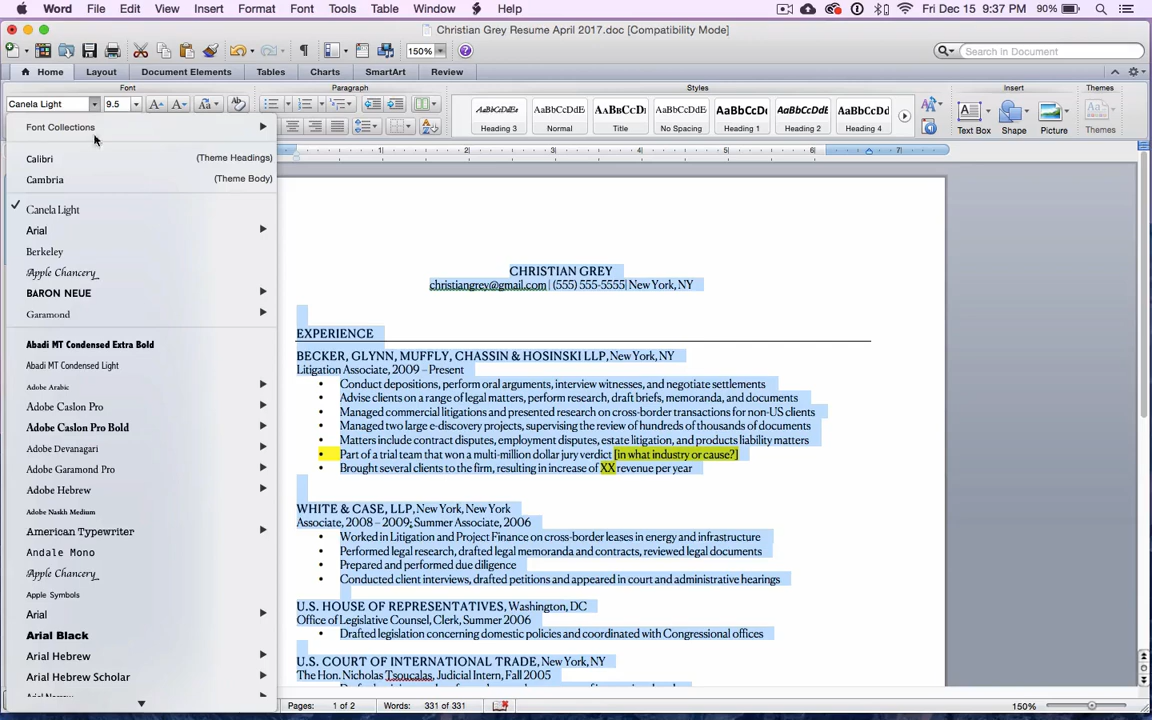 Word File Edit View Insert Format Font Tools Table Window Help Fri Dec 15 9:37 PM 90%
Christian Grey Resume April 2017.doc [Compatibility Mode]
150% Search in Document
Home Layout Document Elements Tables Charts SmartArt Review
Font Paragraph Styles Insert Themes
Canela Light 9.5
AaBbCcDdEe AaBbCcDdE AaBbCcDc AaBbCcDdE AaBbCcDc AaBbCcDdE AaBbCcDdE
Heading 3 Normal Title No Spacing Heading 1 Heading 2 Heading 4 Text Box Shape Picture Themes
Font Collections
Calibri (Theme Headings)
Cambria (Theme Body)
Canela Light
Arial
Berkeley
Apple Chancery
BARON NEUE
Garamond
Abadi MT Condensed Extra Bold
Abadi MT Condensed Light
Adobe Arabic
Adobe Caslon Pro
Adobe Caslon Pro Bold
Adobe Devanagari
Adobe Garamond Pro
Adobe Hebrew
Adobe Naskh Medium
American Typewriter
Andale Mono
Apple Chancery
Apple Symbols
Arial
Arial Black
Arial Hebrew
Arial Hebrew Scholar
Arial Narrow
1 2 3 4 5 6 7
CHRISTIAN GREY
christiangrey@gmail.com | (555) 555-5555 | New York, NY
EXPERIENCE
BECKER, GLYNN, MUFFLY, CHASSIN & HOSINSKI LLP, New York, NY
Litigation Associate, 2009 – Present
• Conduct depositions, perform oral arguments, interview witnesses, and negotiate settlements
• Advise clients on a range of legal matters, perform research, draft briefs, memoranda, and documents
• Managed commercial litigations and presented research on cross-border transactions for non-US clients
• Managed two large e-discovery projects, supervising the review of hundreds of thousands of documents
• Matters include contract disputes, employment disputes, estate litigation, and products liability matters
• Part of a trial team that won a multi-million dollar jury verdict [in what industry or cause?]
• Brought several clients to the firm, resulting in increase of XX revenue per year
WHITE & CASE, LLP, New York, New York
Associate, 2008 – 2009; Summer Associate, 2006
• Worked in Litigation and Project Finance on cross-border leases in energy and infrastructure
• Performed legal research, drafted legal memoranda and contracts, reviewed legal documents
• Prepared and performed due diligence
• Conducted client interviews, drafted petitions and appeared in court and administrative hearings
U.S. HOUSE OF REPRESENTATIVES, Washington, DC
Office of Legislative Counsel, Clerk, Summer 2006
• Drafted legislation concerning domestic policies and coordinated with Congressional offices
U.S. COURT OF INTERNATIONAL TRADE, New York, NY
The Hon. Nicholas Tsoucalas, Judicial Intern, Fall 2005
Pages: 1 of 2 Words: 331 of 331 150%